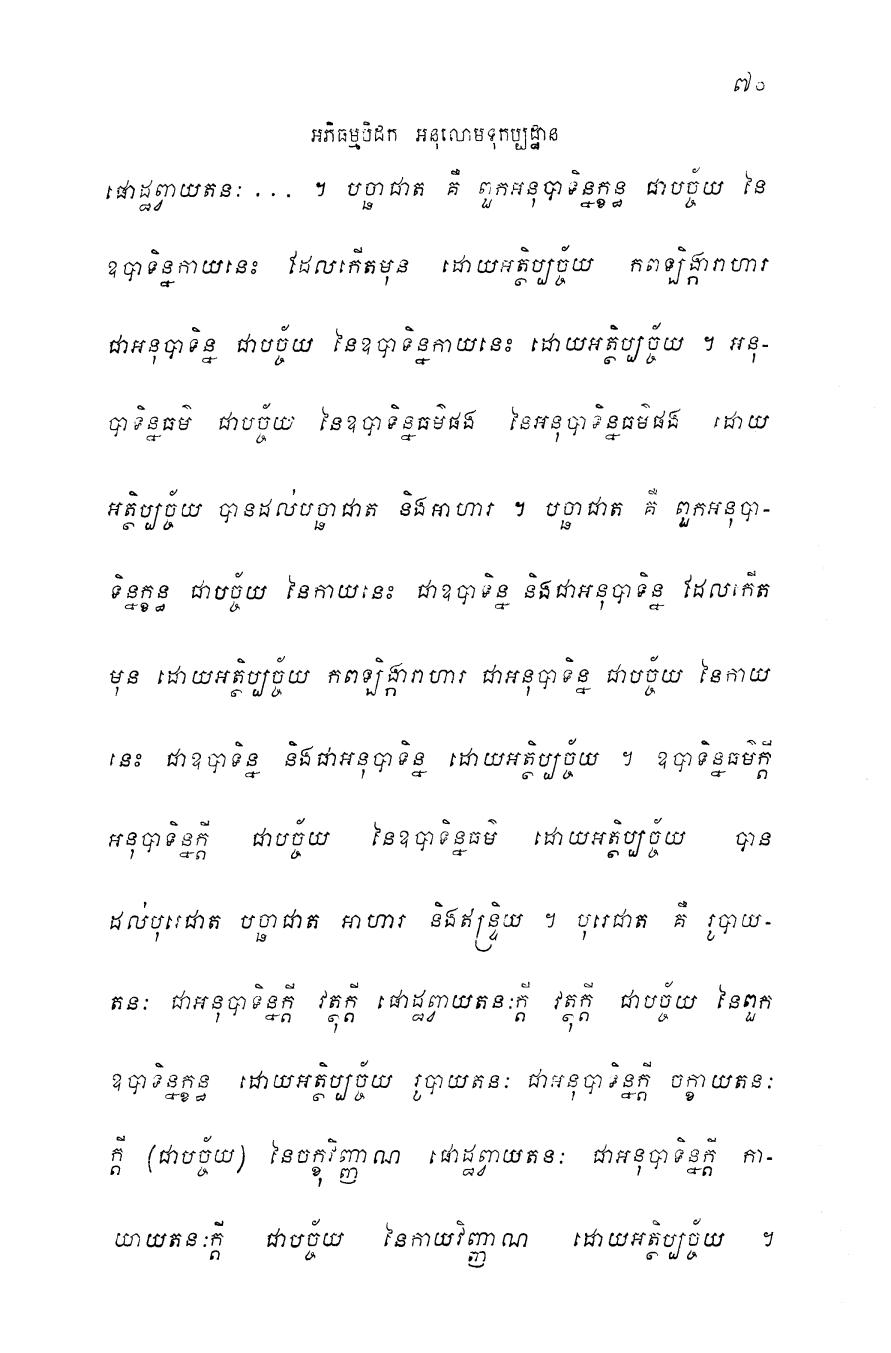 ៧០
អភិធម្មបិដក អនុលោមទុកប្បដ្ឋាន
ផោដ្ឋព្វាយតនៈ ... ។ បច្ឆាជាត គឺ ពួកអនុបាទិន្នក្ខន្ធ ជាបច្ច័យ នៃ
ឧបាទិន្នកាយនេះ ដែលកើតមុន ដោយអត្ថិប្បច្ច័យ កពឡិង្ការាហារ
ជាអនុបាទិន្ន ជាបច្ច័យ នៃឧបាទិន្នកាយនេះ ដោយអត្ថិប្បច្ច័យ ។ អនុ-
បាទិន្នធម៌ ជាបច្ច័យ នៃឧបាទិន្នធម៌ផង នៃអនុបាទិន្នធម៌ផង ដោយ
អត្ថិប្បច្ច័យ បានដល់បច្ឆាជាត និងអាហារ ។ បច្ឆាជាត គឺ ពួកអនុបា-
ទិន្នក្ខន្ធ ជាបច្ច័យ នៃកាយនេះ ជាឧបាទិន្ន និងជាអនុបាទិន្ន ដែលកើត
មុន ដោយអត្ថិប្បច្ច័យ កពឡិង្ការាហារ ជាអនុបាទិន្ន ជាបច្ច័យ នៃកាយ
នេះ ជាឧបាទិន្ន និងជាអនុបាទិន្ន ដោយអត្ថិប្បច្ច័យ ។ ឧបាទិន្នធម៌ក្តី
អនុបាទិន្នក្តី ជាបច្ច័យ នៃឧបាទិន្នធម៌ ដោយអត្ថិប្បច្ច័យ បាន
ដល់បុរេជាត បច្ឆាជាត អាហារ និងឥន្ទ្រិយ ។ បុរេជាត គឺ រូបាយ-
តនៈ ជាអនុបាទិន្នក្តី វត្ថុក្តី ផោដ្ឋព្វាយតនៈក្តី វត្ថុក្តី ជាបច្ច័យ នៃពួក
ឧបាទិន្នក្ខន្ធ ដោយអត្ថិប្បច្ច័យ រូបាយតនៈ ជាអនុបាទិន្នក្តី ចក្ខាយតនៈ
ក្តី (ជាបច្ច័យ) នៃចក្ខុវិញ្ញាណ ផោដ្ឋព្វាយតនៈ ជាអនុបាទិន្នក្តី កា-
យាយតនៈក្តី ជាបច្ច័យ នៃកាយវិញ្ញាណ ដោយអត្ថិប្បច្ច័យ ។